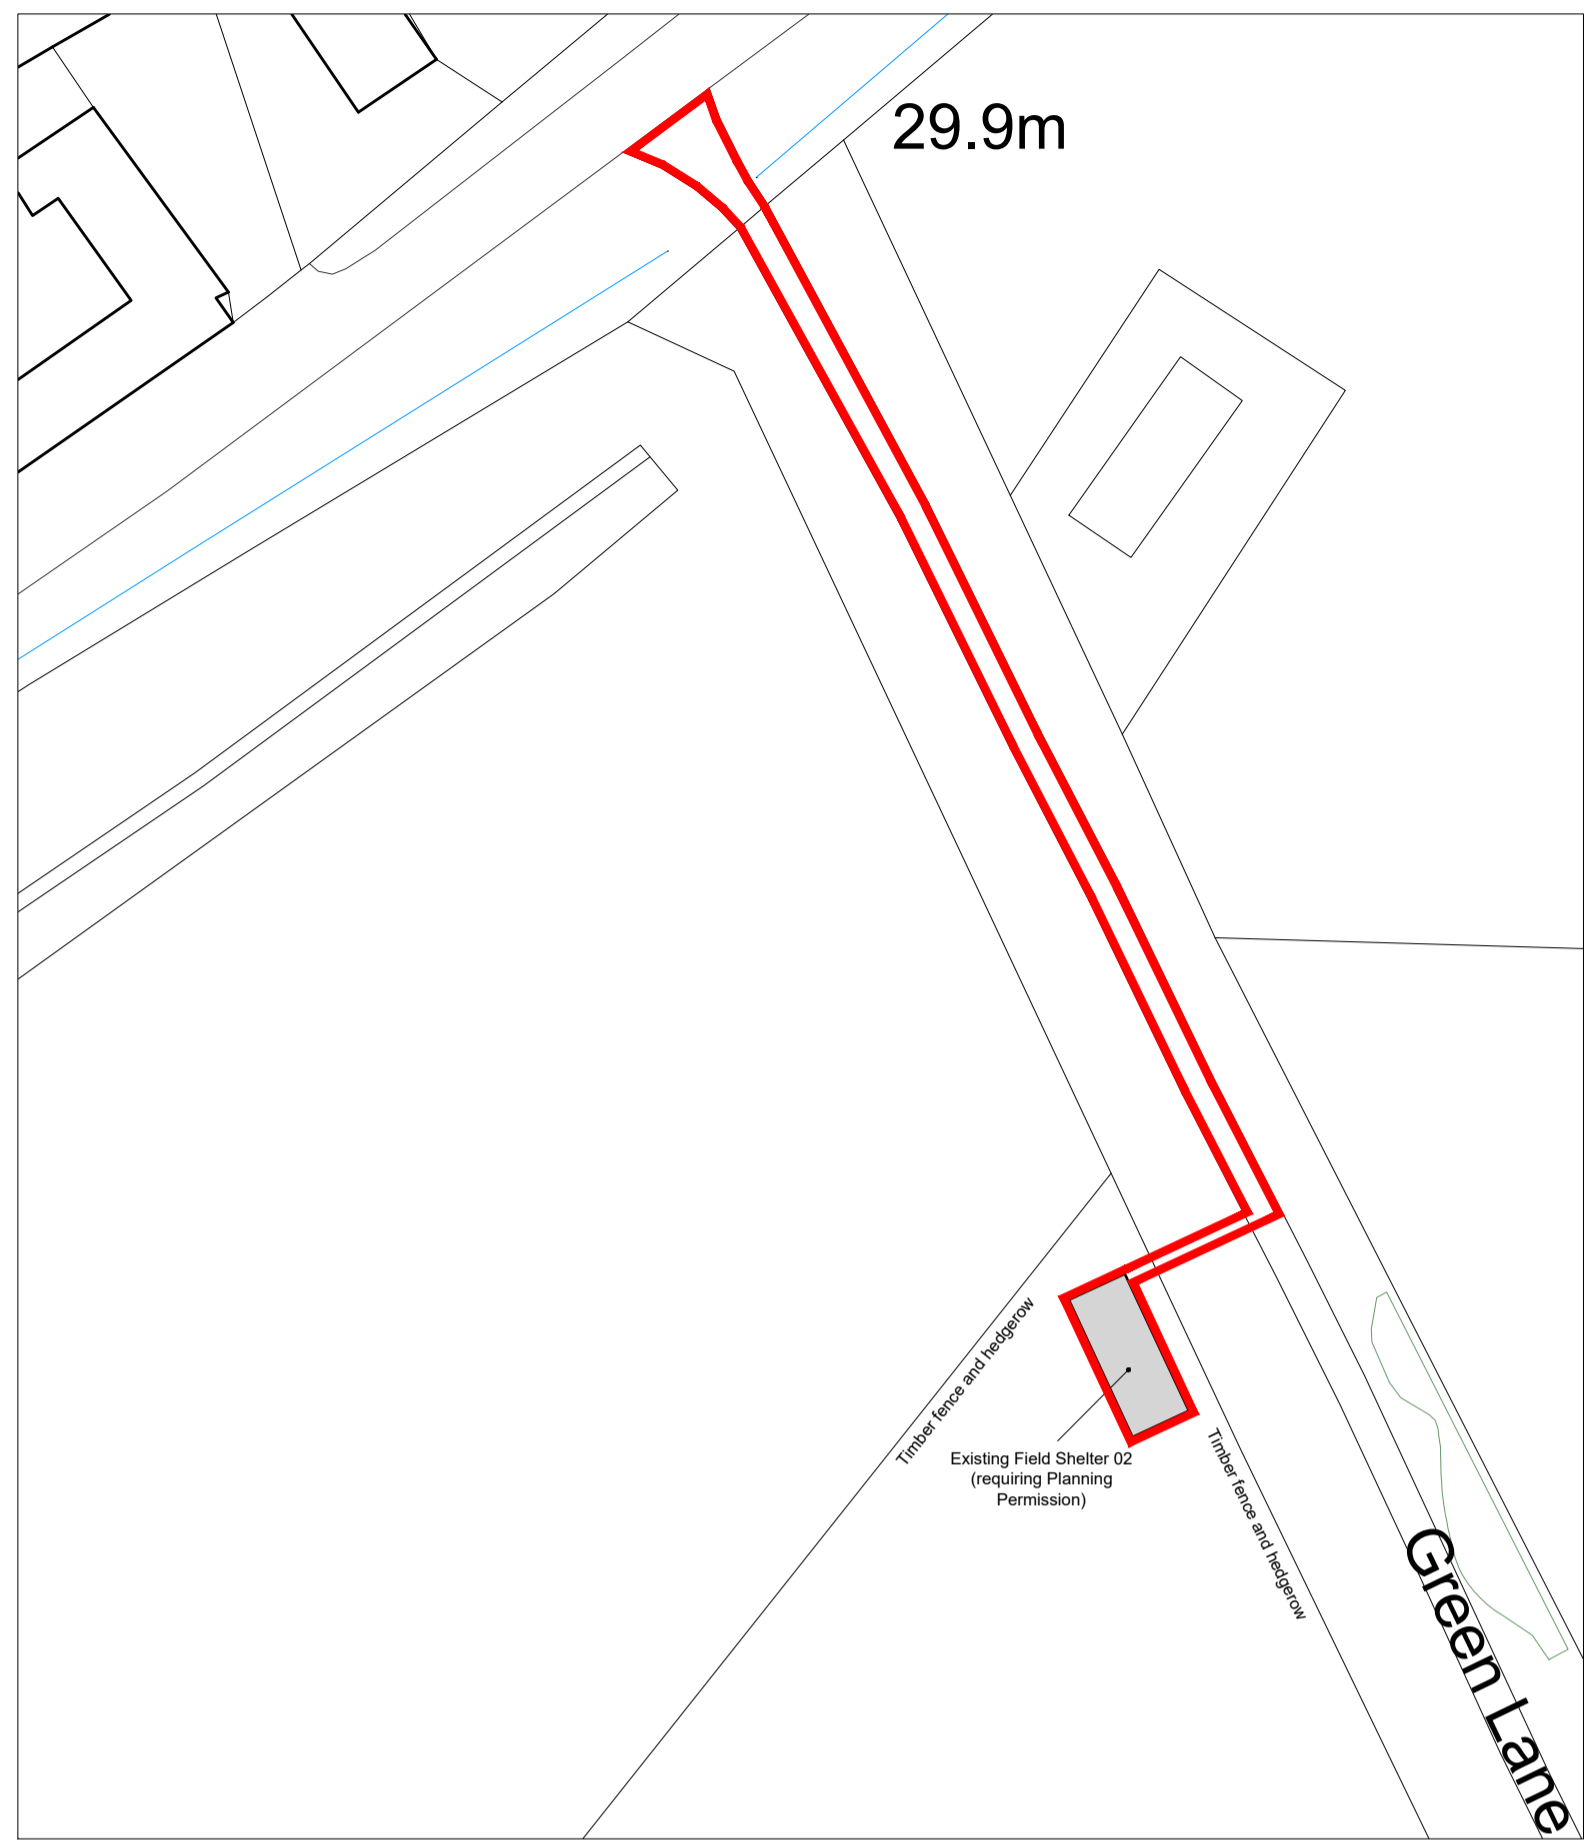 29.9m
Timber fence and hedgerow
Existing Field Shelter 02
(requiring Planning
Permission)
Timber fence and hedgerow
Green Lane